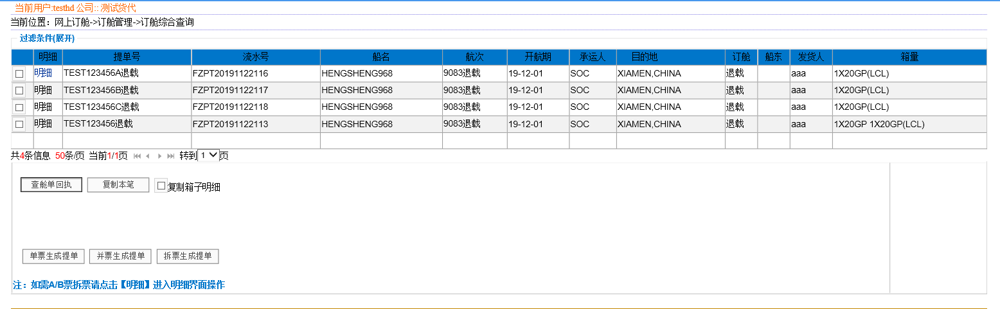 当前用户:testhd 公司:: 测试货代
当前位置：网上订舱->订舱管理->订舱综合查询
过滤条件(展开)
明细 提单号 流水号 船名 航次 开航期 承运人 目的地 订舱 船东 发货人 箱量
明细 TEST123456A退载 FZPT20191122116 HENGSHENG968 9083退载 19-12-01 SOC XIAMEN,CHINA 退载 aaa 1X20GP(LCL)
明细 TEST123456B退载 FZPT20191122117 HENGSHENG968 9083退载 19-12-01 SOC XIAMEN,CHINA 退载 aaa 1X20GP(LCL)
明细 TEST123456C退载 FZPT20191122118 HENGSHENG968 9083退载 19-12-01 SOC XIAMEN,CHINA 退载 aaa 1X20GP(LCL)
明细 TEST123456退载 FZPT20191122113 HENGSHENG968 9083退载 19-12-01 SOC XIAMEN,CHINA 退载 aaa 1X20GP 1X20GP(LCL)
共4条信息 50条/页 当前1/1页 转到 1 页
查舱单回执 复制本笔 复制箱子明细
单票生成提单 并票生成提单 拆票生成提单
注：如需A/B票拆票请点击【明细】进入明细界面操作